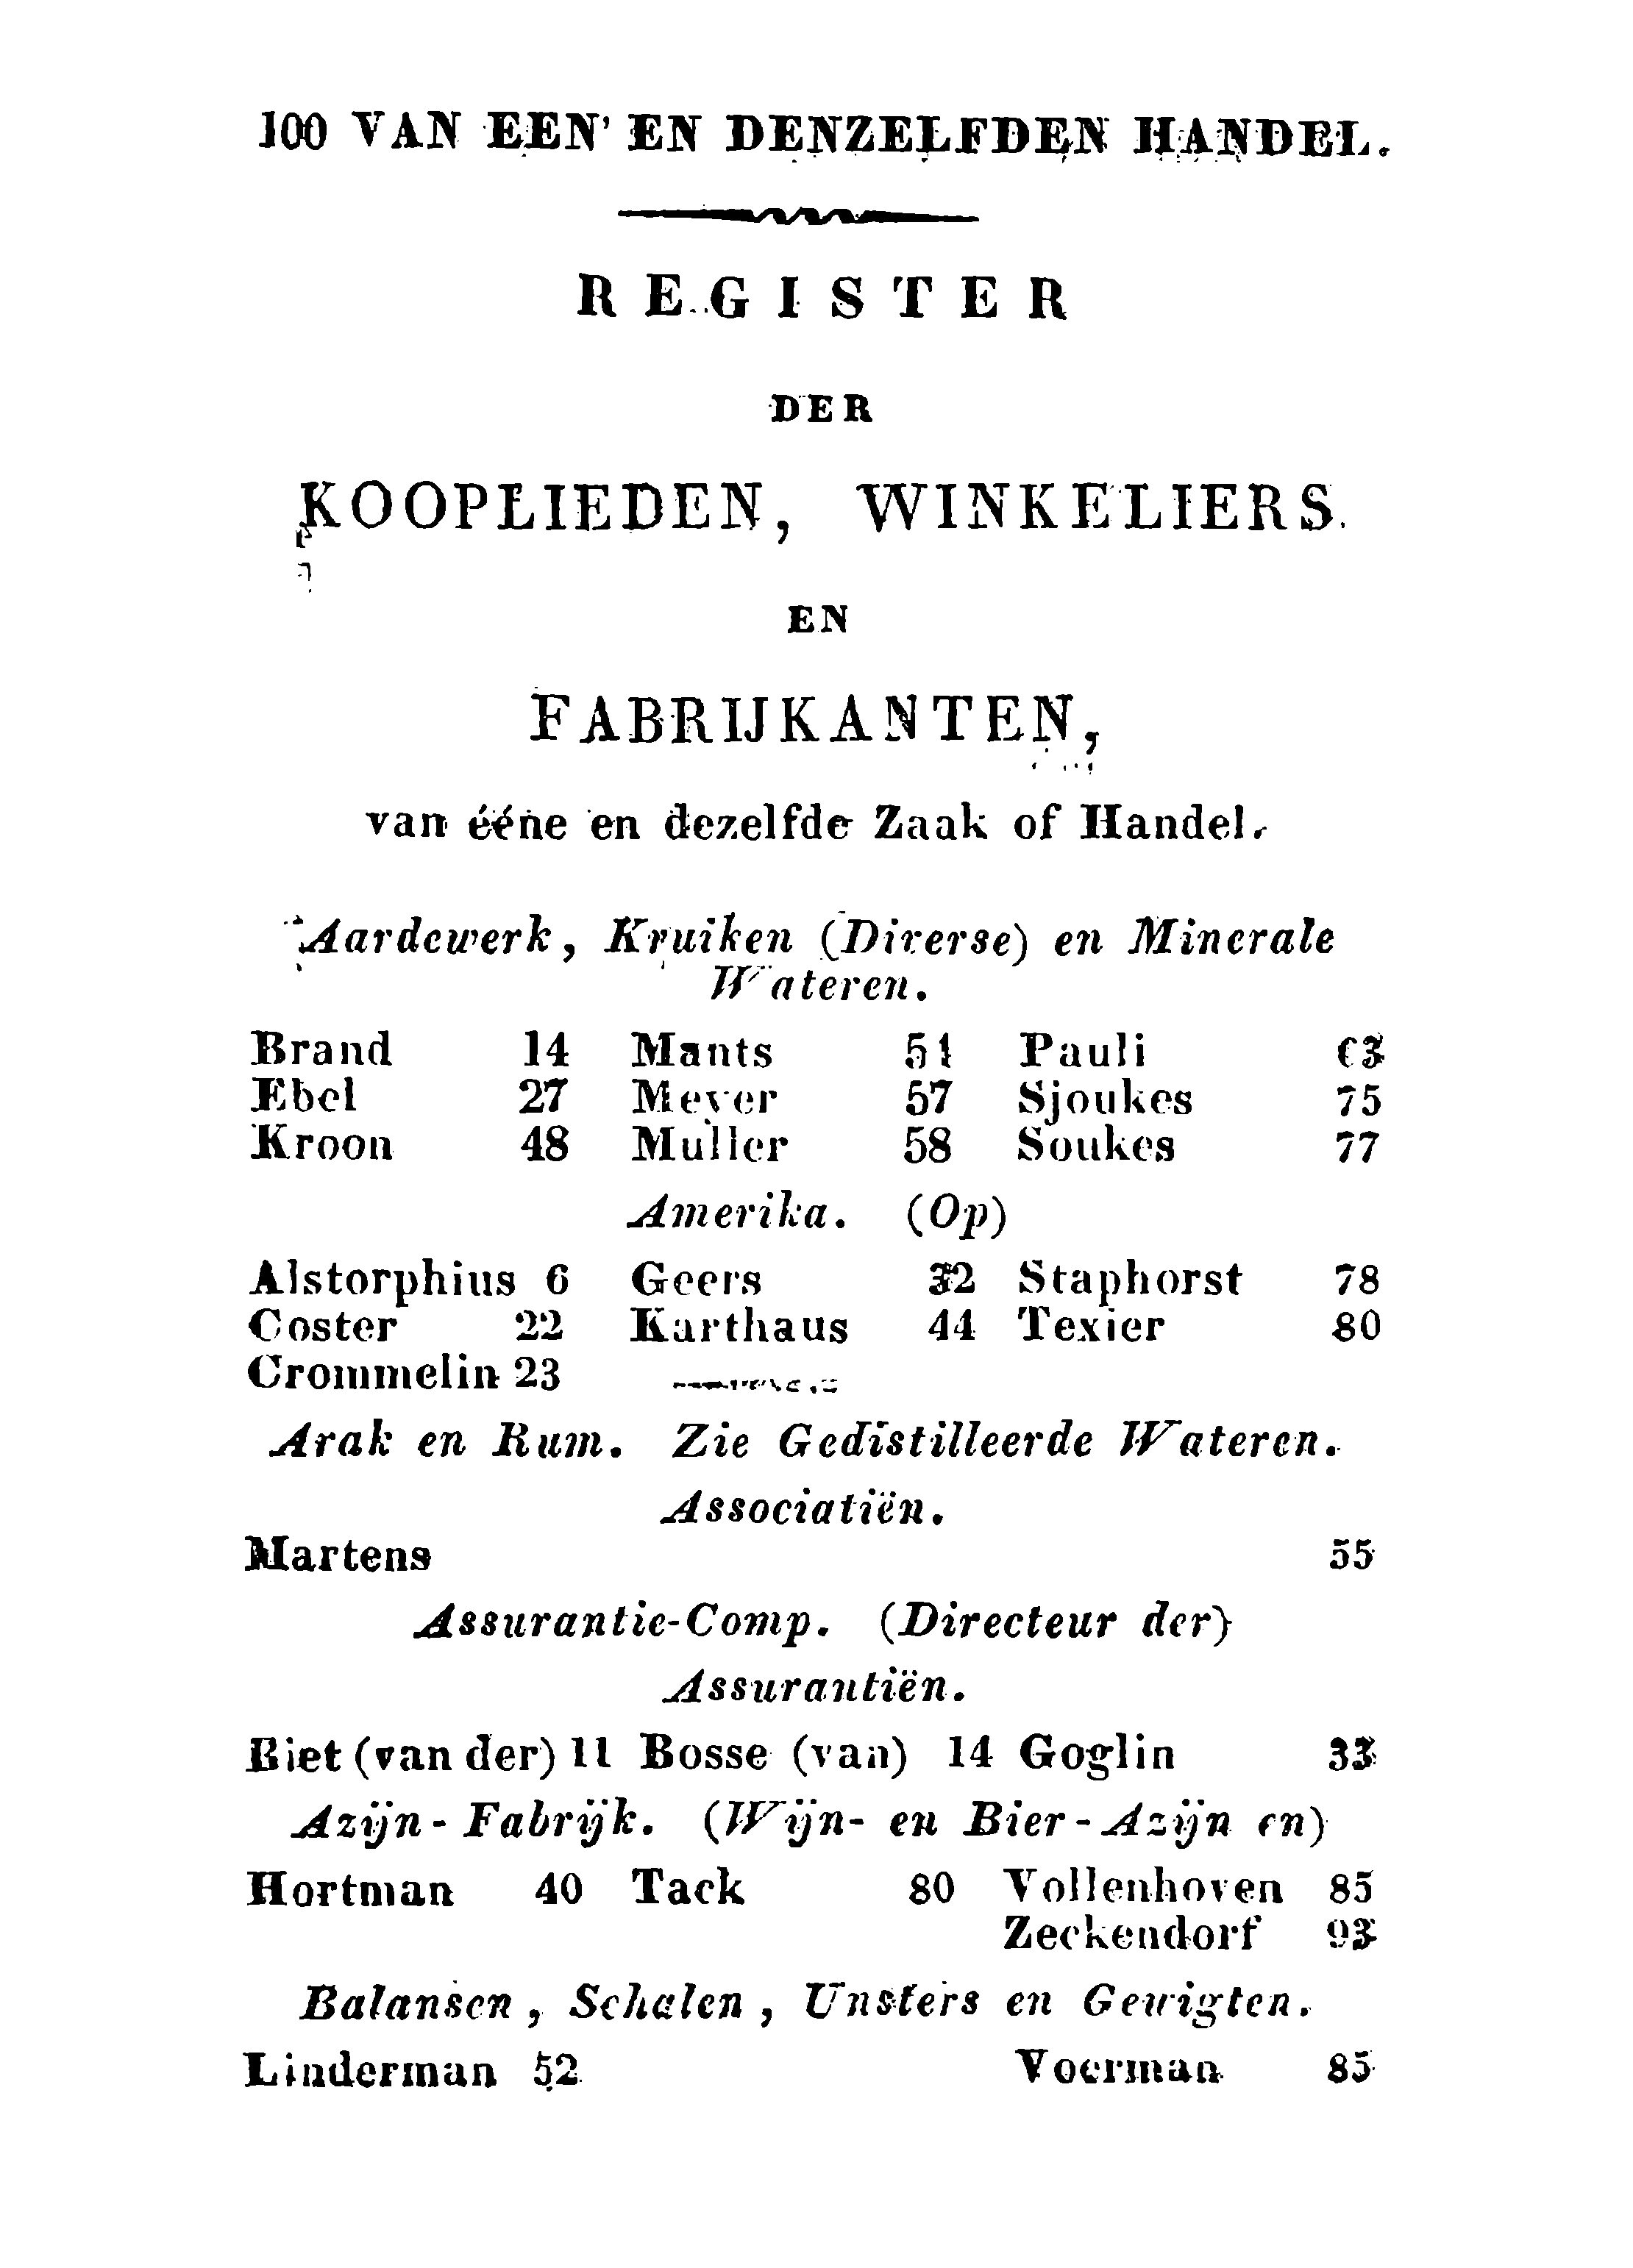 100 VAN EEN' EN DENZELFDEN HANDEL.
REGISTER
DER
KOOPLIEDEN, WINKELIERS
EN
FABRIJKANTEN,
van ééne en dezelfde Zaak of Handel.
Aardewerk, Kruiken (Diverse) en Minerale
Wateren.
Brand 14 Mants 54 Pauli 63
Ebel 27 Meyer 57 Sjoukes 75
Kroon 48 Muller 58 Soukes 77
Amerika. (Op)
Alstorphius 6 Geers 32 Staphorst 78
Coster 22 Karthaus 44 Texier 80
Crommelin 23
Arak en Rum. Zie Gedistilleerde Wateren.
Associatiën.
Martens 55
Assurantie-Comp. (Directeur der)
Assurantiën.
Biet (van der) 11 Bosse (van) 14 Goglin 33
Azijn-Fabrijk. (Wijn- en Bier-Azijn en)
Hortman 40 Tack 80 Vollenhoven 85
Zeckendorf 93
Balansen, Schalen, Unsters en Gewigten.
Linderman 52 Voerman 85